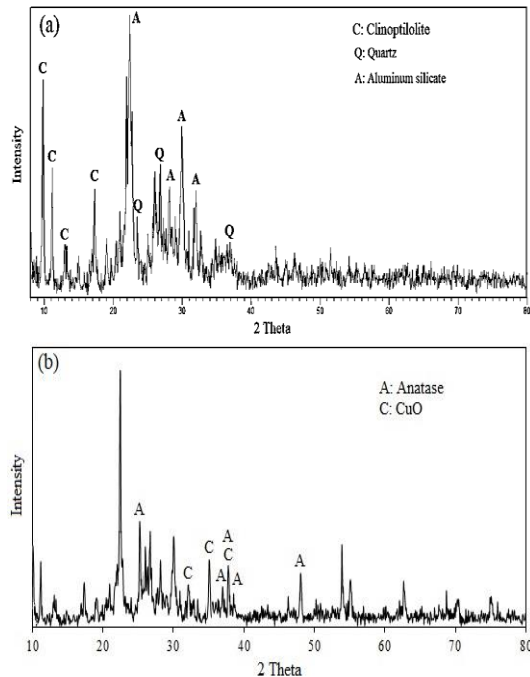 (a)
C: Clinoptilolite
Q: Quartz
A: Aluminum silicate
A
C
A
C
Q
C
A
A
Q
C
Q
Intensity
10 20 30 40 50 60 70 80
2 Theta
(b)
A: Anatase
C: CuO
A
A
C
C
A
A
A
C
Intensity
10 20 30 40 50 60 70 80
2 Theta